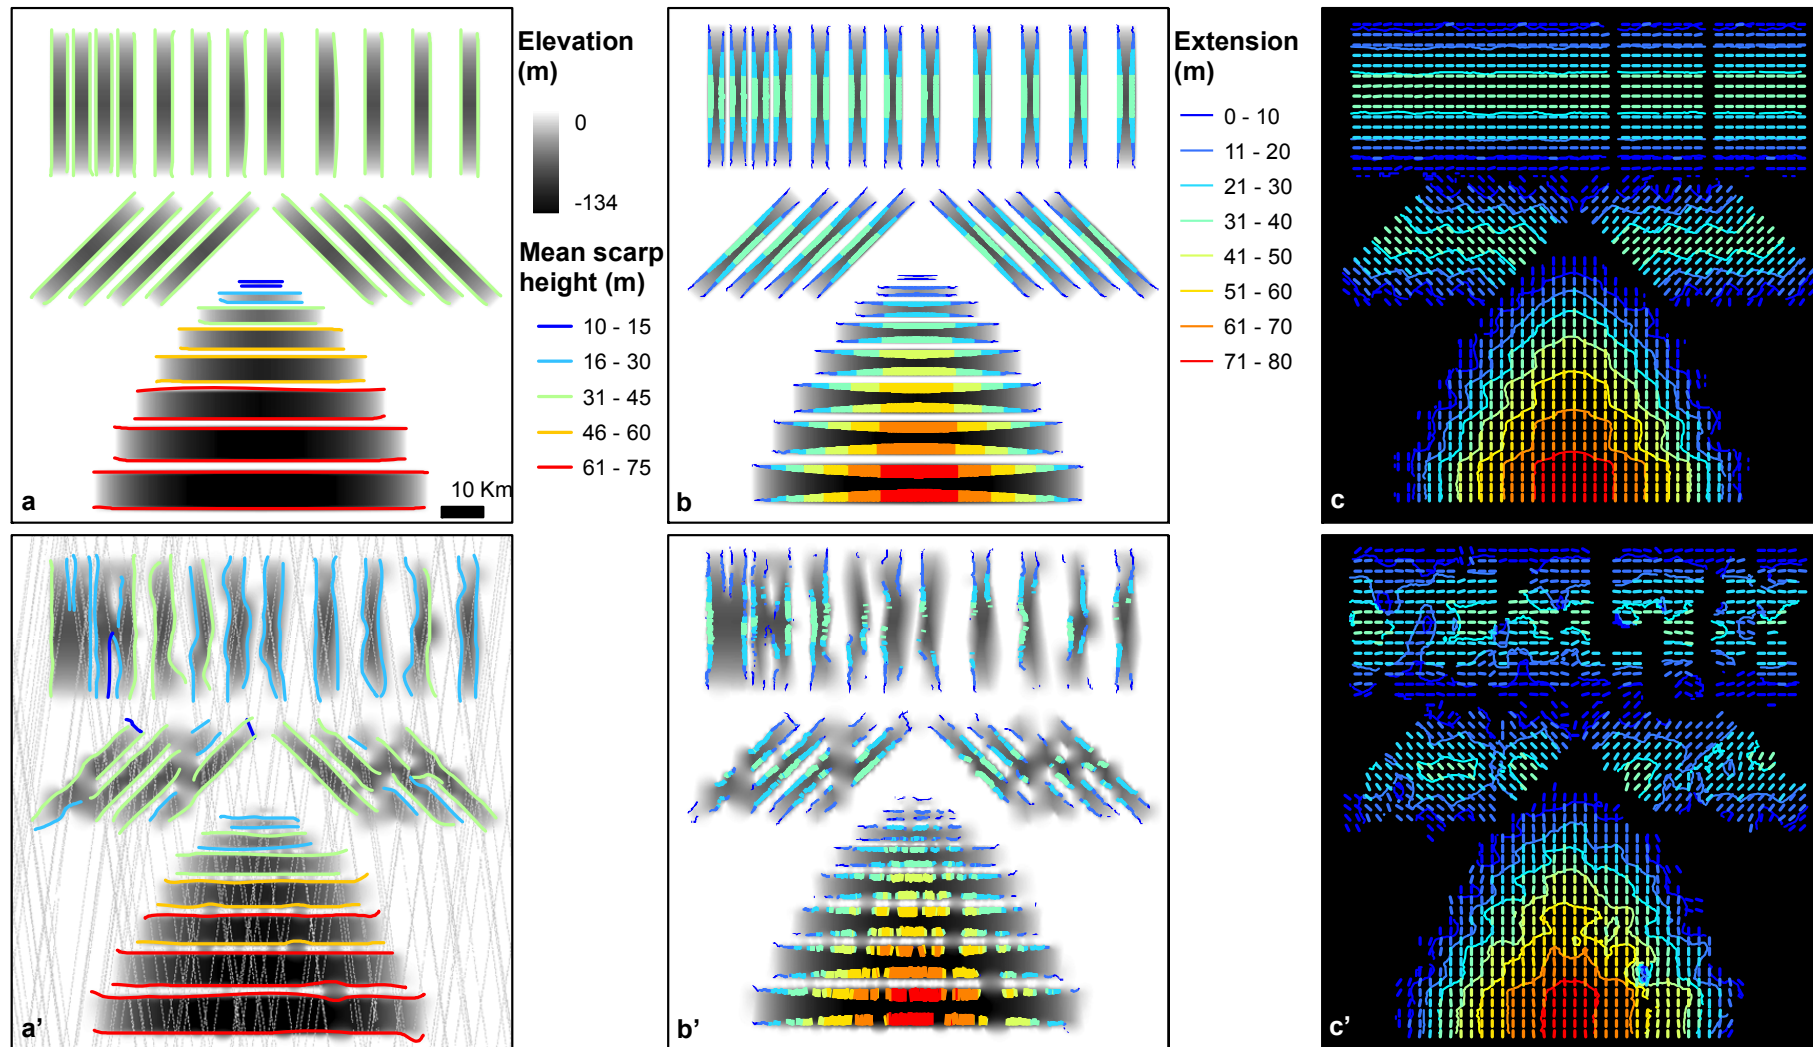 Elevation
(m)
0
-134
Mean scarp
height (m)
10 - 15
16 - 30
31 - 45
46 - 60
61 - 75
10 Km
a
Extension
(m)
0 - 10
11 - 20
21 - 30
31 - 40
41 - 50
51 - 60
61 - 70
71 - 80
b
c
a'
b'
c'